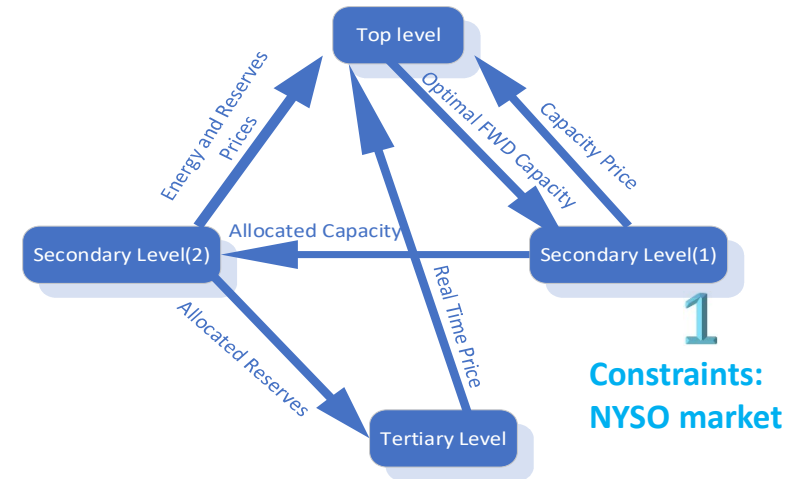 Top level
Energy and Reserves
Prices
Optimal FWD Capacity
Capacity Price
Allocated Capacity
Secondary Level(2)
Secondary Level(1)
Real Time Price
Allocated Reserves
1
Constraints:
NYSO market
Tertiary Level